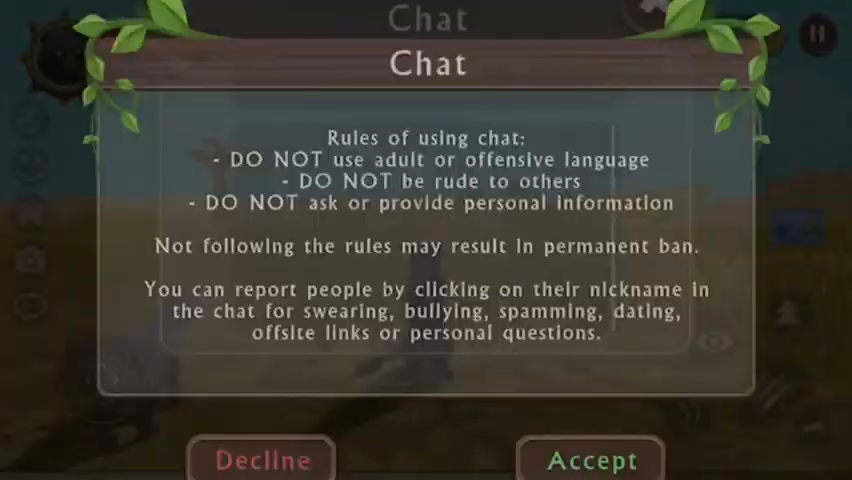 Chat
Chat
Rules of using chat:
- DO NOT use adult or offensive language
- DO NOT be rude to others
- DO NOT ask or provide personal information
Not following the rules may result in permanent ban.
You can report people by clicking on their nickname in
the chat for swearing, bullying, spamming, dating,
offsite links or personal questions.
Decline
Accept